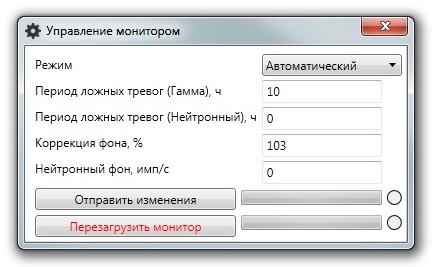 Управление монитором
Режим Автоматический
Период ложных тревог (Гамма), ч 10
Период ложных тревог (Нейтронный), ч 0
Коррекция фона, % 103
Нейтронный фон, имп/с 0
Отправить изменения
Перезагрузить монитор